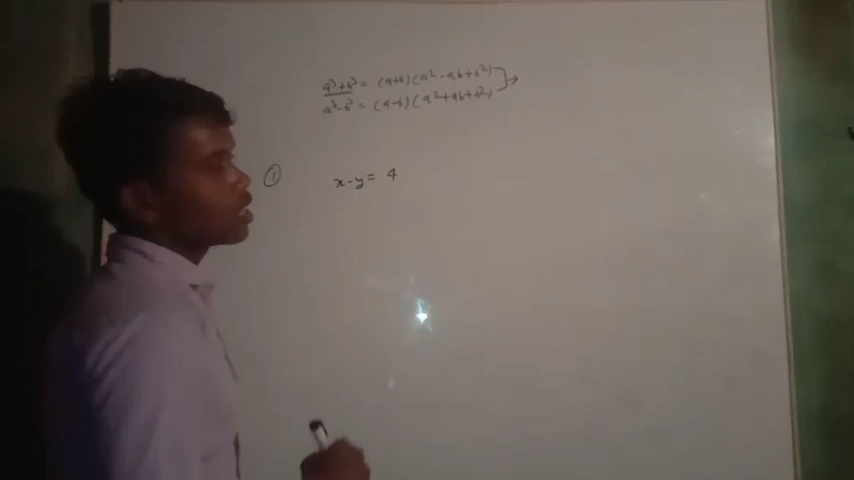 a³+b³ = (a+b)(a²-ab+b²)
a³-b³ = (a-b)(a²+ab+b²)
① x-y= 4